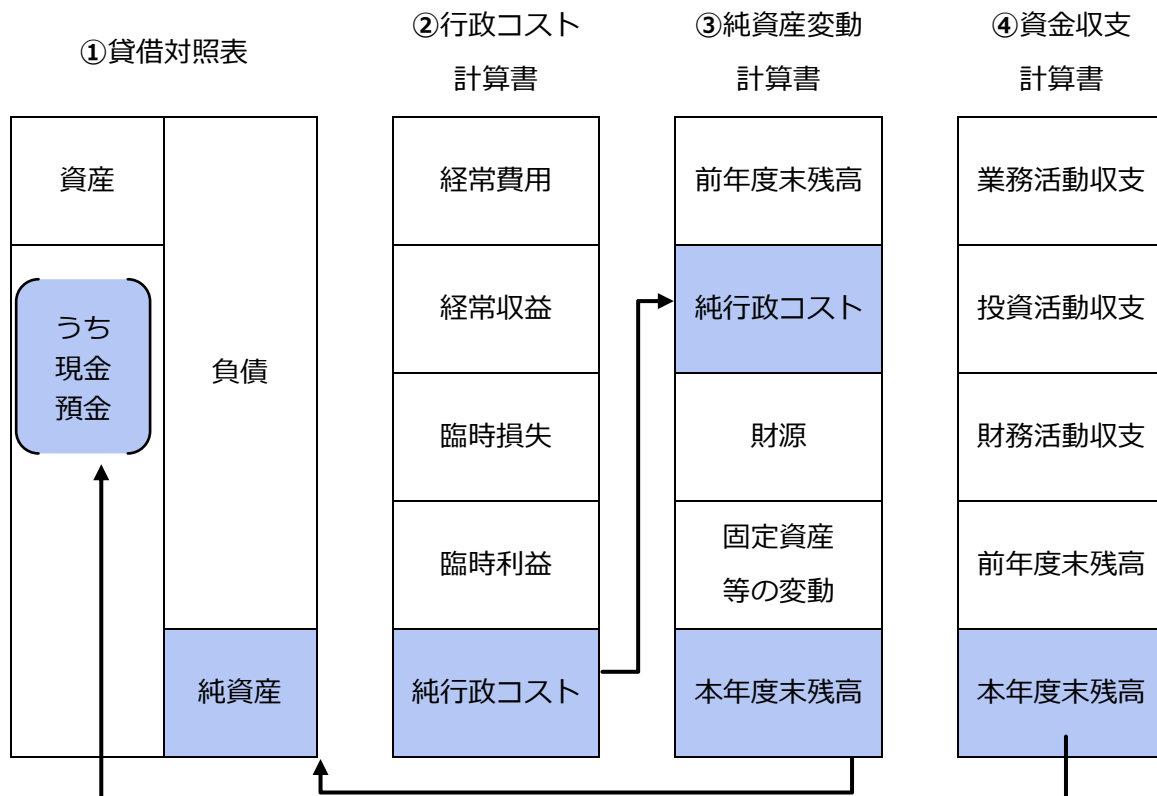 ①貸借対照表
②行政コスト
計算書
③純資産変動
計算書
④資金収支
計算書
資産
うち
現金
預金
負債
純資産
経常費用
経常収益
臨時損失
臨時利益
純行政コスト
前年度末残高
純行政コスト
財源
固定資産
等の変動
本年度末残高
業務活動収支
投資活動収支
財務活動収支
前年度末残高
本年度末残高